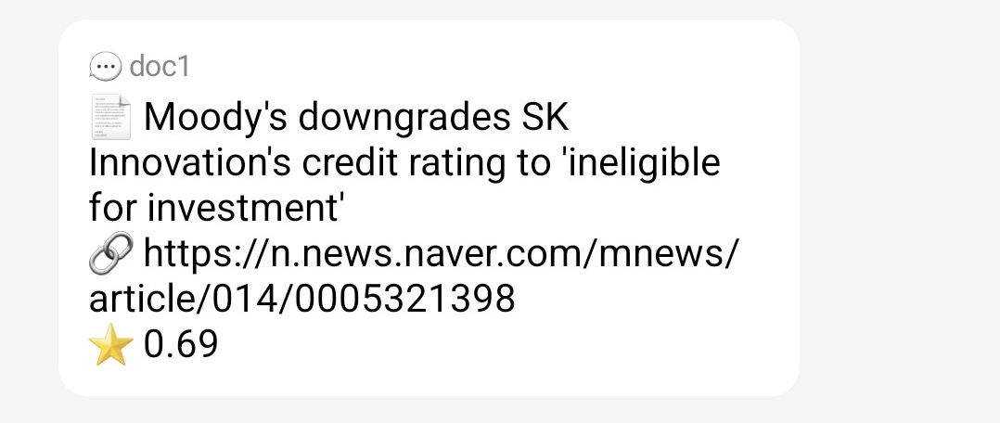 doc1
Moody's downgrades SK
Innovation's credit rating to 'ineligible
for investment'
https://n.news.naver.com/mnews/
article/014/0005321398
0.69